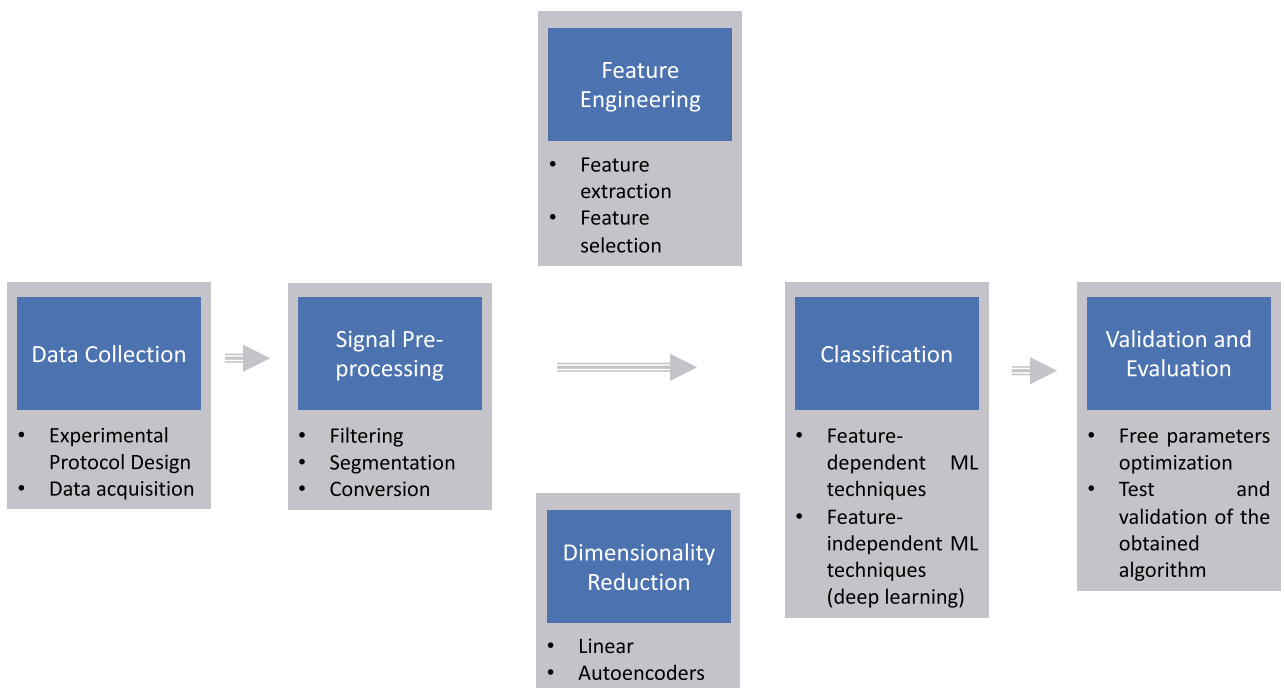 Feature
Engineering
• Feature
extraction
• Feature
selection
Data Collection
• Experimental
Protocol Design
• Data acquisition
Signal Pre-
processing
• Filtering
• Segmentation
• Conversion
Dimensionality
Reduction
• Linear
• Autoencoders
Classification
• Feature-
dependent ML
techniques
• Feature-
independent ML
techniques
(deep learning)
Validation and
Evaluation
• Free parameters
optimization
• Test and
validation of the
obtained
algorithm